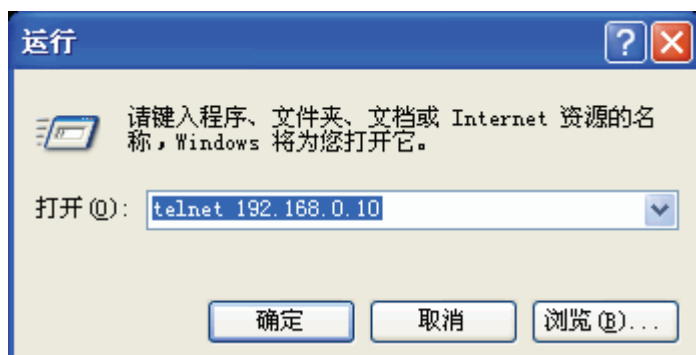 运行
请键入程序、文件夹、文档或 Internet 资源的名
称，Windows 将为您打开它。
打开(O): telnet 192.168.0.10
确定 取消 浏览(B)...